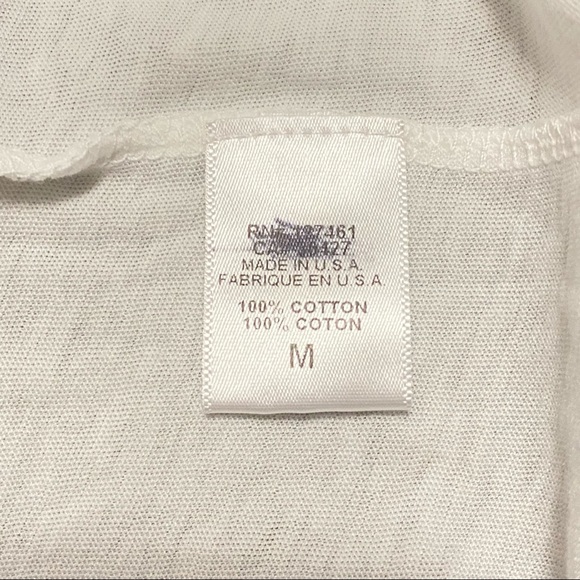 MADE IN U.S.A.
FABRIQUE EN U.S.A.
100% COTTON
100% COTON
M